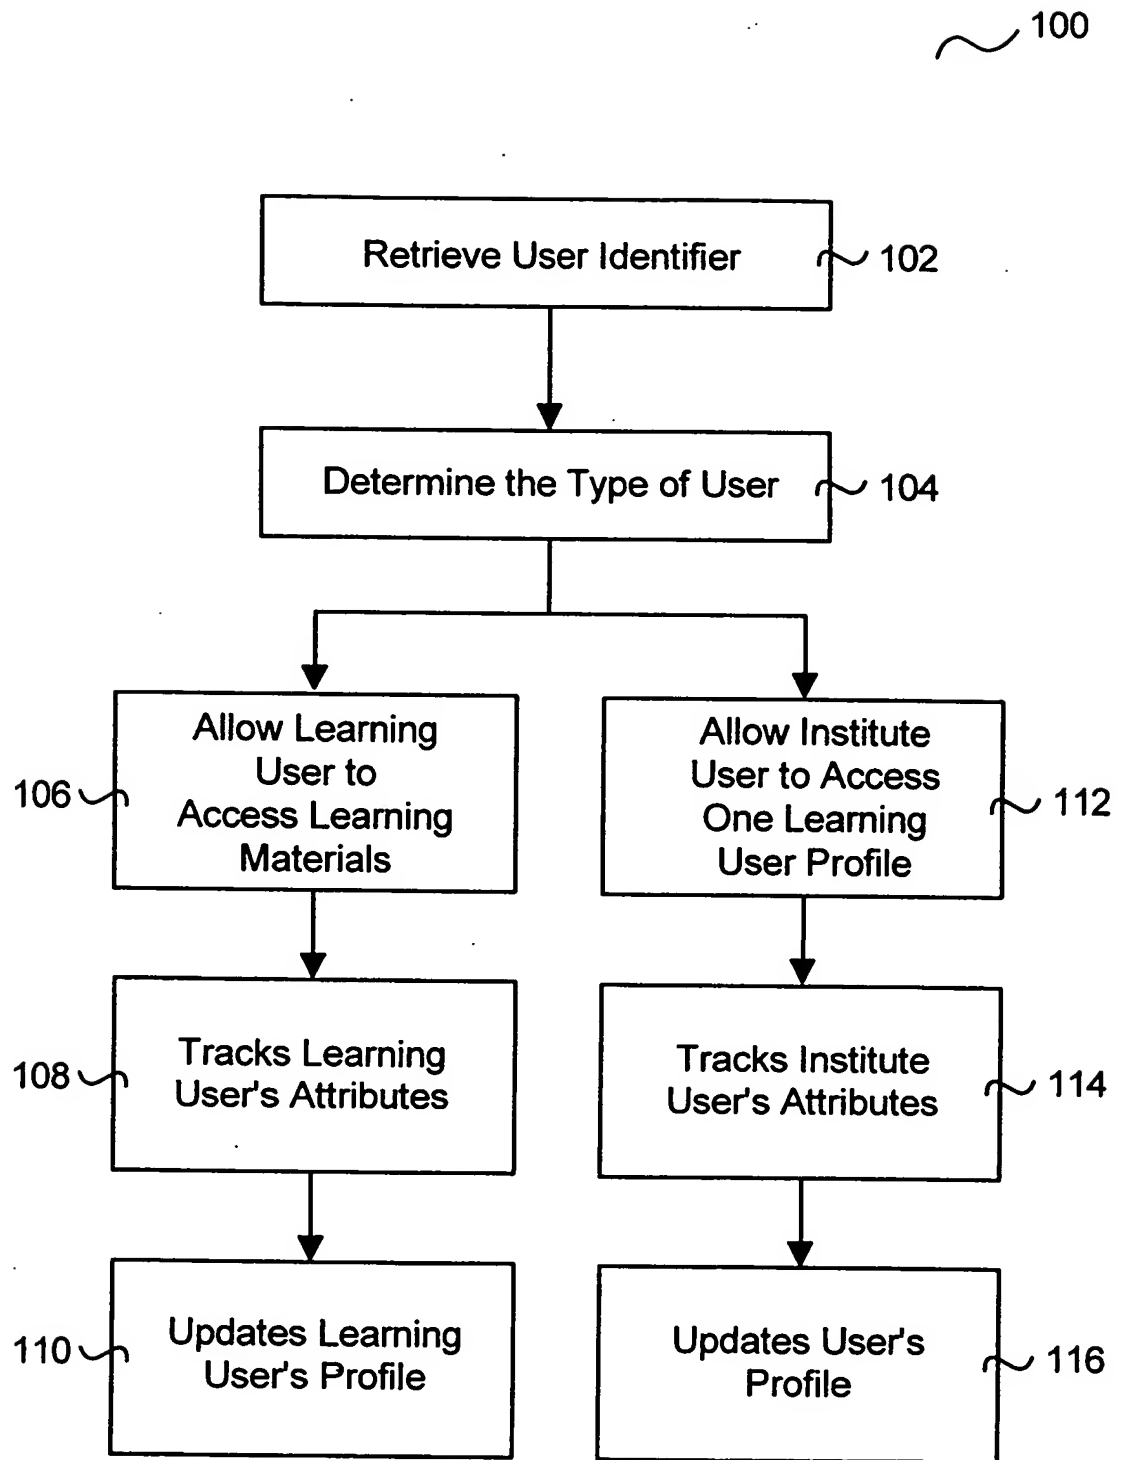 100
Retrieve User Identifier
102
Determine the Type of User
104
Allow Learning
User to
Access Learning
Materials
106
Allow Institute
User to Access
One Learning
User Profile
112
Tracks Learning
User's Attributes
108
Tracks Institute
User's Attributes
114
Updates Learning
User's Profile
110
Updates User's
Profile
116